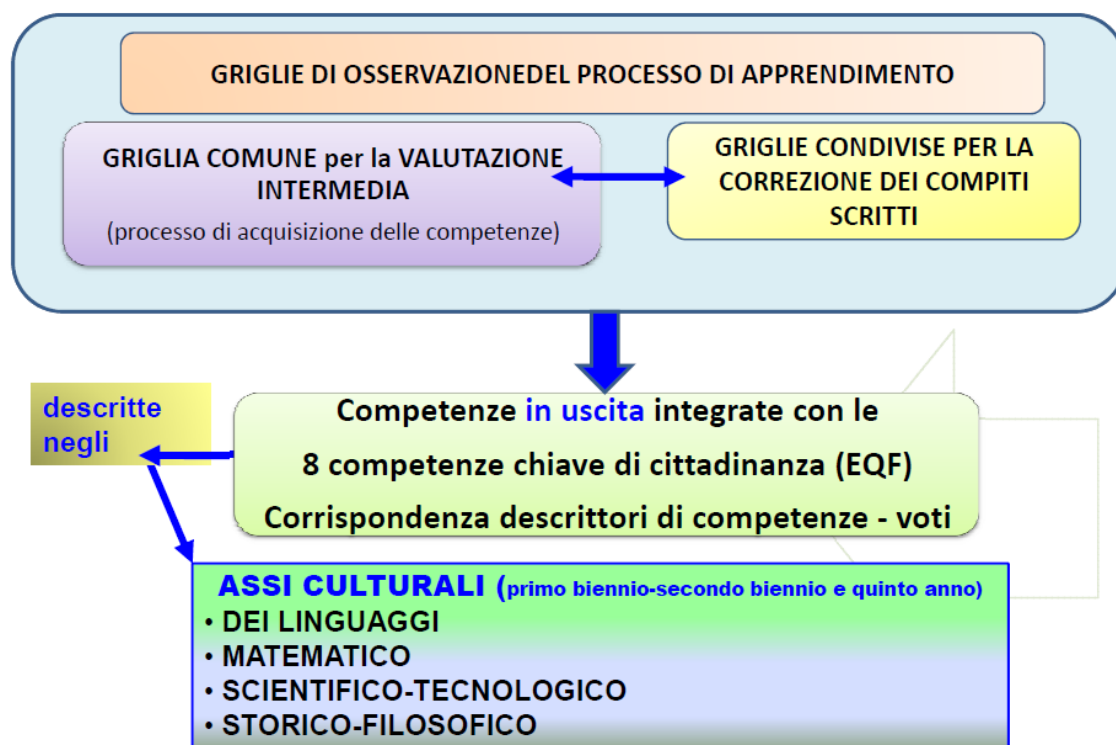 GRIGLIE DI OSSERVAZIONEDEL PROCESSO DI APPRENDIMENTO
GRIGLIA COMUNE per la VALUTAZIONE
INTERMEDIA
(processo di acquisizione delle competenze)
GRIGLIE CONDIVISE PER LA
CORREZIONE DEI COMPITI
SCRITTI
descritte
negli
Competenze in uscita integrate con le
8 competenze chiave di cittadinanza (EQF)
Corrispondenza descrittori di competenze - voti
ASSI CULTURALI (primo biennio-secondo biennio e quinto anno)
• DEI LINGUAGGI
• MATEMATICO
• SCIENTIFICO-TECNOLOGICO
• STORICO-FILOSOFICO